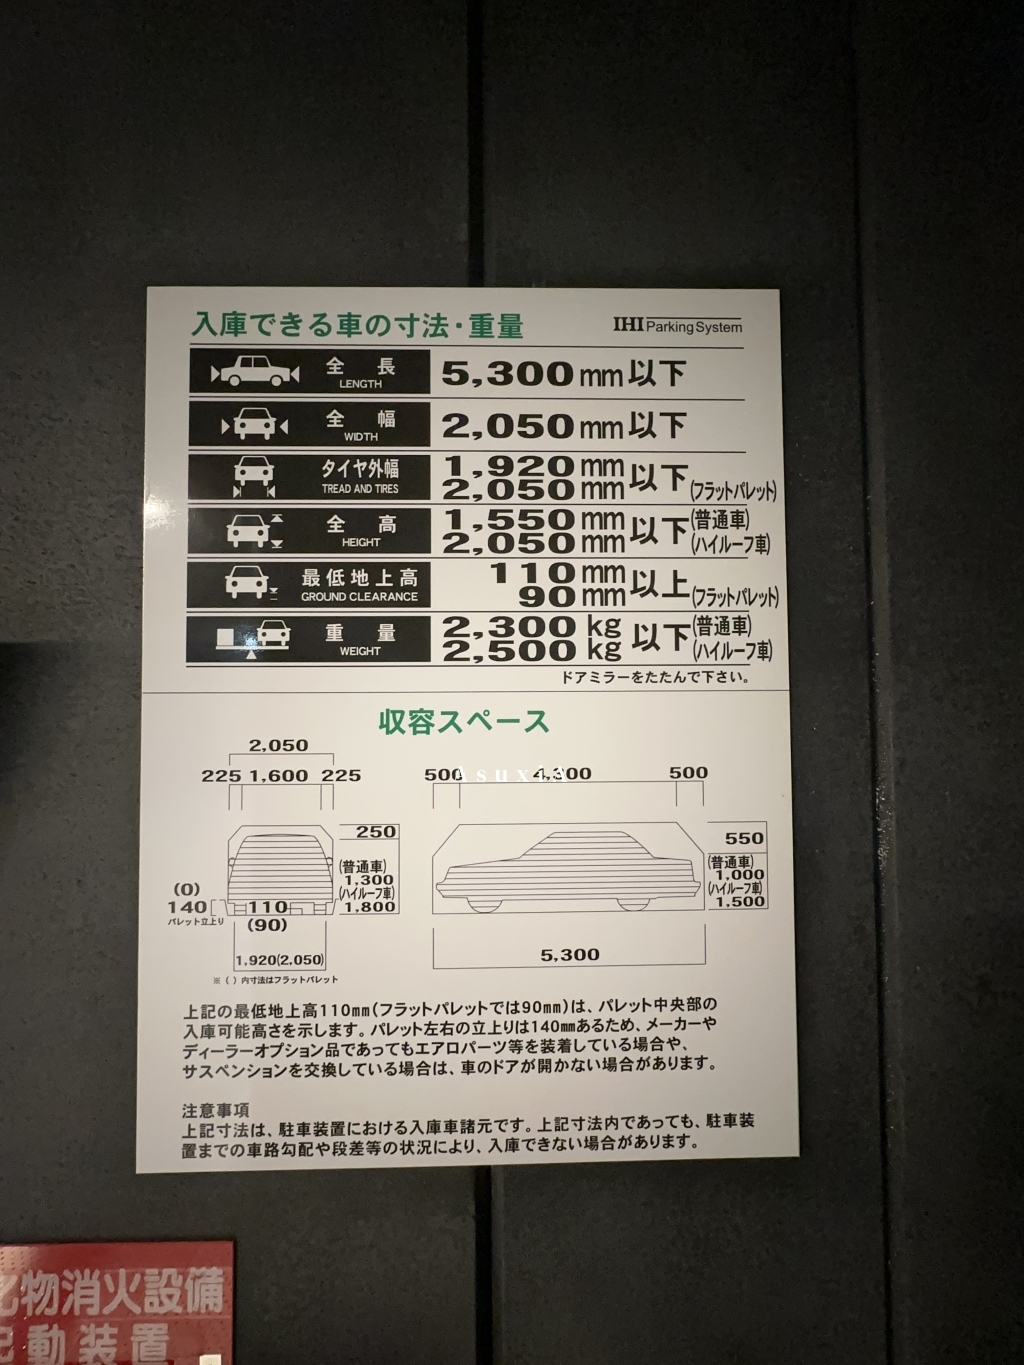 入庫できる車の寸法・重量
IHI Parking System
全長 LENGTH 5,300mm以下
全幅 WIDTH 2,050mm以下
タイヤ外幅 TREAD AND TIRES 1,920mm 2,050mm 以下 (フラットパレット)
全高 HEIGHT 1,550mm 2,050mm 以下 (普通車) (ハイルーフ車)
最低地上高 GROUND CLEARANCE 110mm 90mm 以上 (フラットパレット)
重量 WEIGHT 2,300kg 2,500kg 以下 (普通車) (ハイルーフ車)
ドアミラーをたたんで下さい。
収容スペース
2,050
225 1,600 225
250
(普通車)
1,300
(ハイルーフ車)
1,800
(0)
140
パレット立上り
110
(90)
1,920(2,050)
※( )内寸法はフラットパレット
500 4,300 500
AsuxiA
550
(普通車)
1,000
(ハイルーフ車)
1,500
5,300
上記の最低地上高110mm(フラットパレットでは90mm)は、パレット中央部の
入庫可能高さを示します。パレット左右の立上りは140mmあるため、メーカーや
ディーラーオプション品であってもエアロパーツ等を装着している場合や、
サスペンションを交換している場合は、車のドアが開かない場合があります。
注意事項
上記寸法は、駐車装置における入庫車諸元です。上記寸法内であっても、駐車装
置までの車路勾配や段差等の状況により、入庫できない場合があります。
物消火設備
動装置